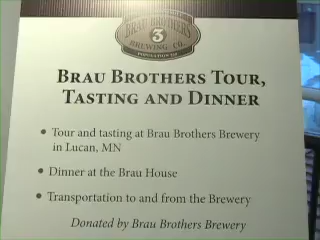 BRAU BROTHERS
3
BREWING CO.
BRAU BROTHERS TOUR,
TASTING AND DINNER
• Tour and tasting at Brau Brothers Brewery
in Lucan, MN
• Dinner at the Brau House
• Transportation to and from the Brewery
Donated by Brau Brothers Brewery